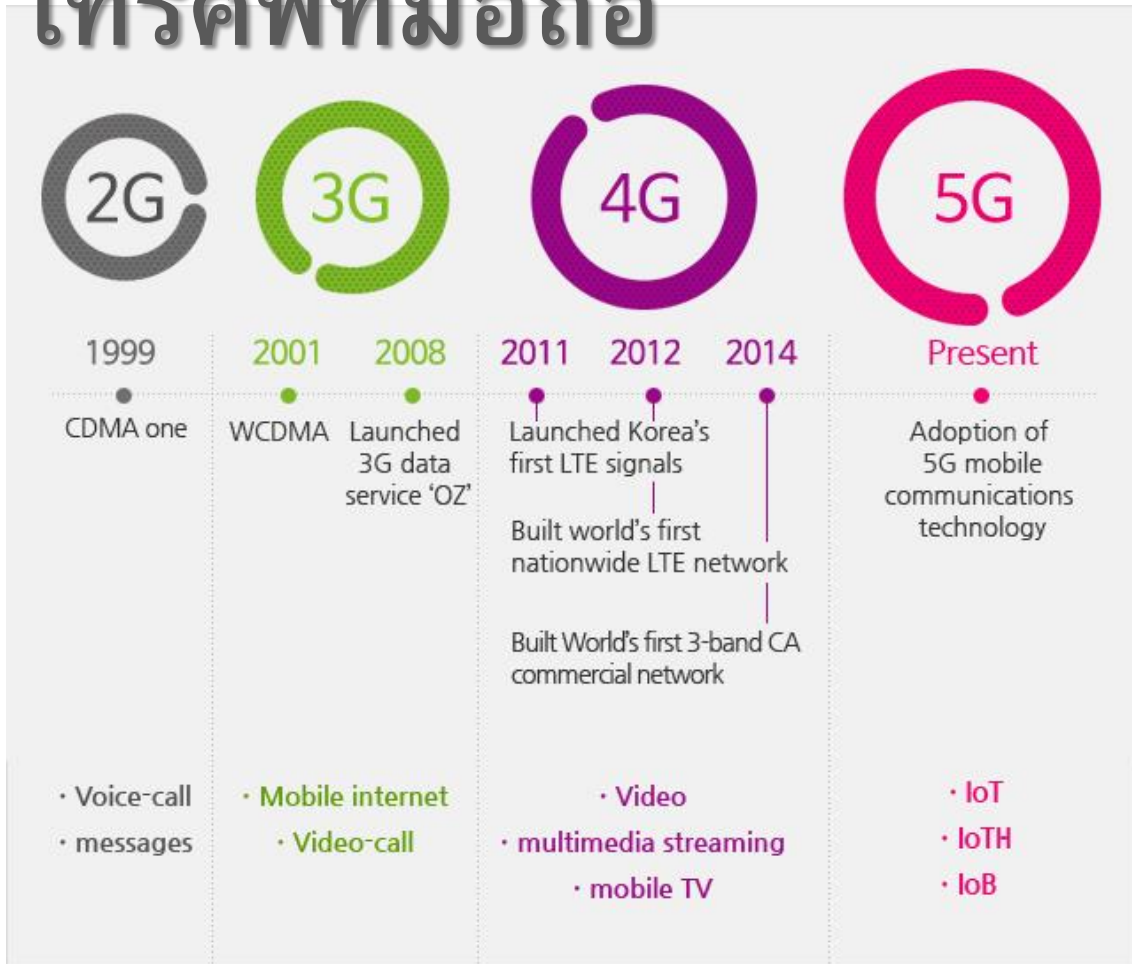 โทรศัพท์มือถือ
2G
3G
4G
5G
1999
2001
2008
2011
2012
2014
Present
CDMA one
WCDMA
Launched
3G data
service ‘OZ’
Launched Korea’s
first LTE signals
Built world’s first
nationwide LTE network
Built World’s first 3-band CA
commercial network
Adoption of
5G mobile
communications
technology
· Voice-call
· messages
· Mobile internet
· Video-call
· Video
· multimedia streaming
· mobile TV
· IoT
· IoTH
· IoB